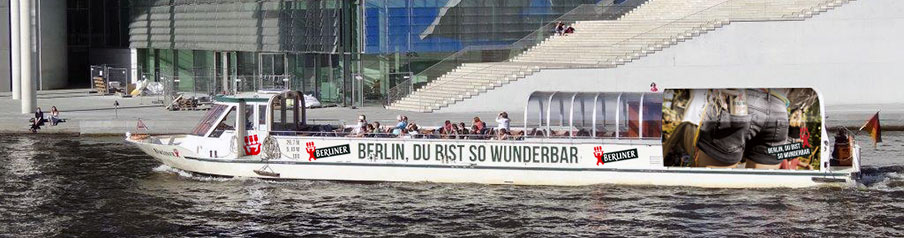 BERLINER
BERLIN, DU BIST SO WUNDERBAR
BERLINER
BERLIN, DU BIST
SO WUNDERBAR